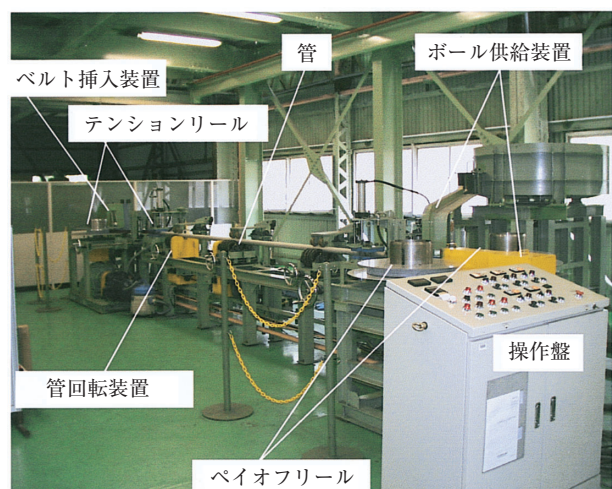 管
ボール供給装置
ベルト挿入装置
テンションリール
操作盤
管回転装置
ペイオフリール